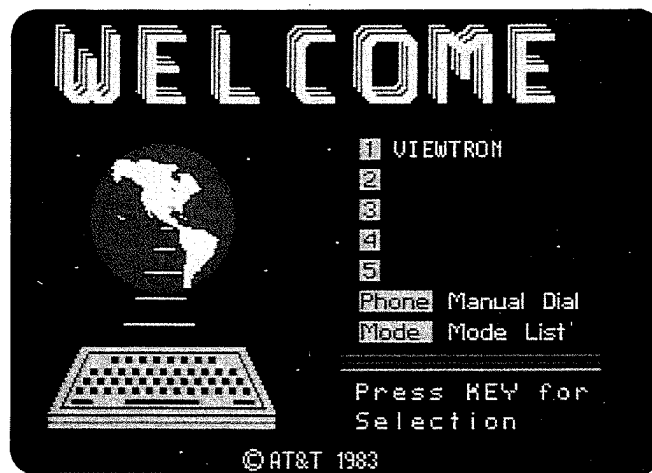 WELCOME
1 VIEWTRON
2
3
4
5
Phone Manual Dial
Mode Mode List
Press KEY for
Selection
© AT&T 1983